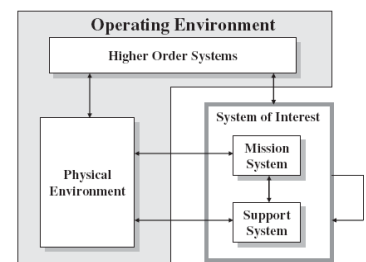 Operating Environment
Higher Order Systems
System of Interest
Mission
System
Physical
Environment
Support
System